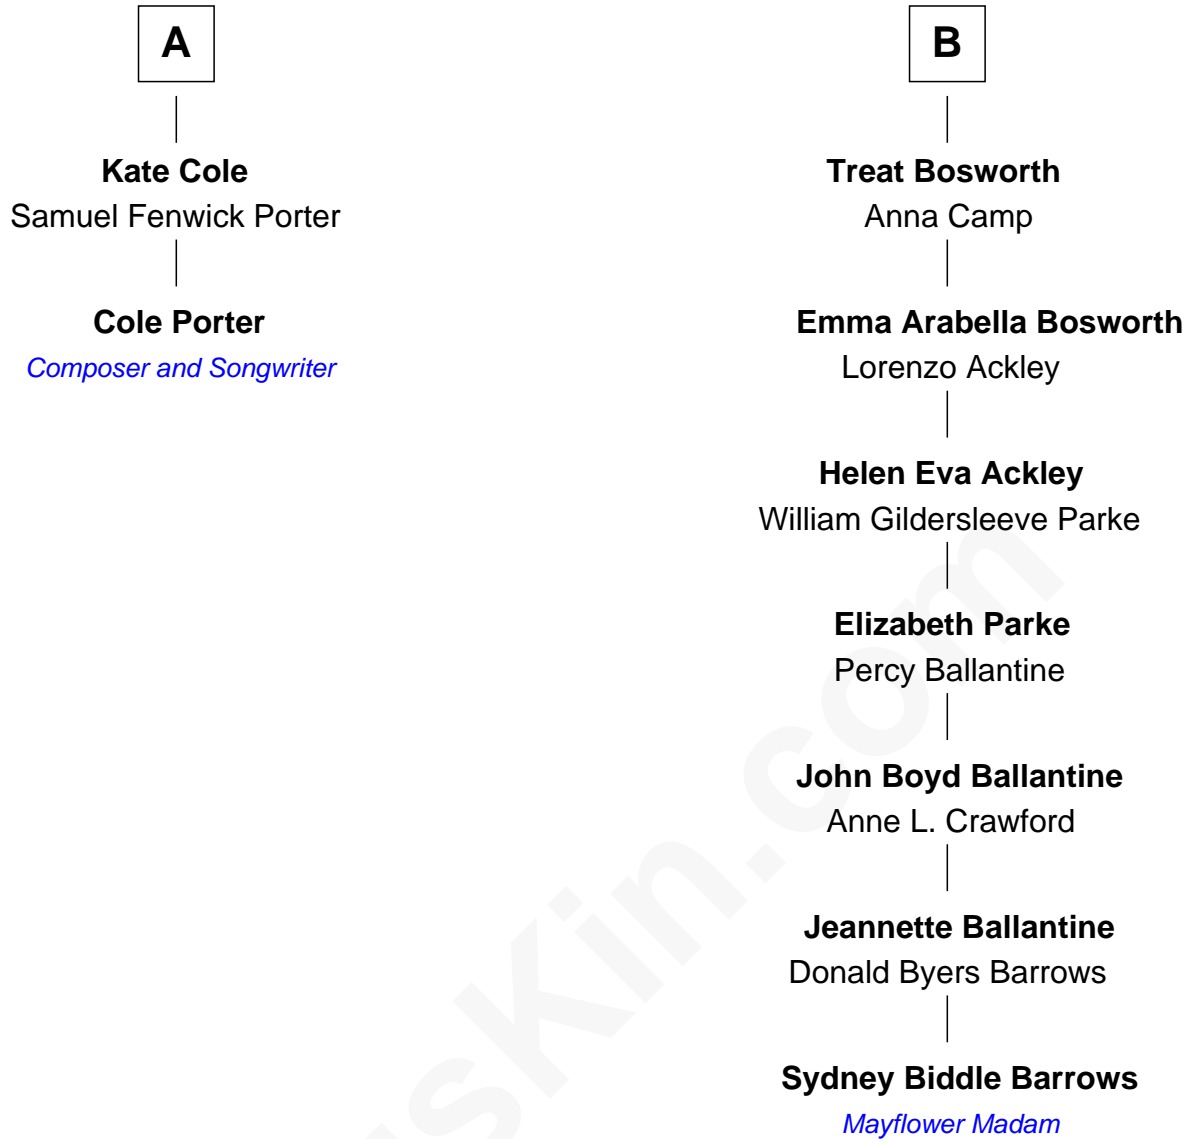 A
Kate Cole
Samuel Fenwick Porter
Cole Porter
Composer and Songwriter
B
Treat Bosworth
Anna Camp
Emma Arabella Bosworth
Lorenzo Ackley
Helen Eva Ackley
William Gildersleeve Parke
Elizabeth Parke
Percy Ballantine
John Boyd Ballantine
Anne L. Crawford
Jeannette Ballantine
Donald Byers Barrows
Sydney Biddle Barrows
Mayflower Madam
sKin.com